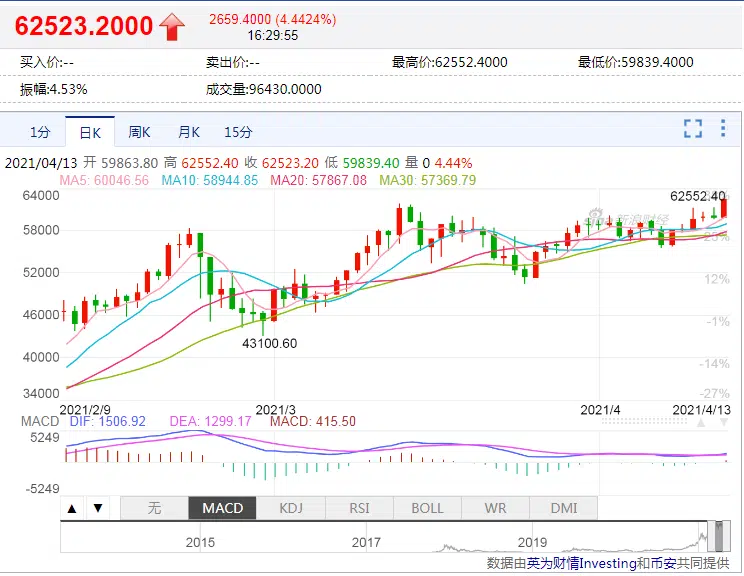 62523.2000 2659.4000 (4.4424%)
16:29:55
买入价:-- 卖出价:-- 最高价:62552.4000 最低价:59839.4000
振幅:4.53% 成交量:96430.0000
1分 日K 周K 月K 15分
2021/04/13 开 59863.80 高 62552.40 收 62523.20 低 59839.40 量 0 4.44%
MA5: 60046.56 MA10: 58944.85 MA20: 57867.08 MA30: 57369.79
64000 62552.40
新浪财经
58000
52000 12%
46000 -1%
43100.60
40000 -14%
34000 -27%
2021/2/9 2021/3 2021/4 2021/4/13
MACD DIF: 1506.92 DEA: 1299.17 MACD: 415.50
5249
-5249
▲ ▼ 无 MACD KDJ RSI BOLL WR DMI
2015 2017 2019
数据由英为财情Investing和币安共同提供